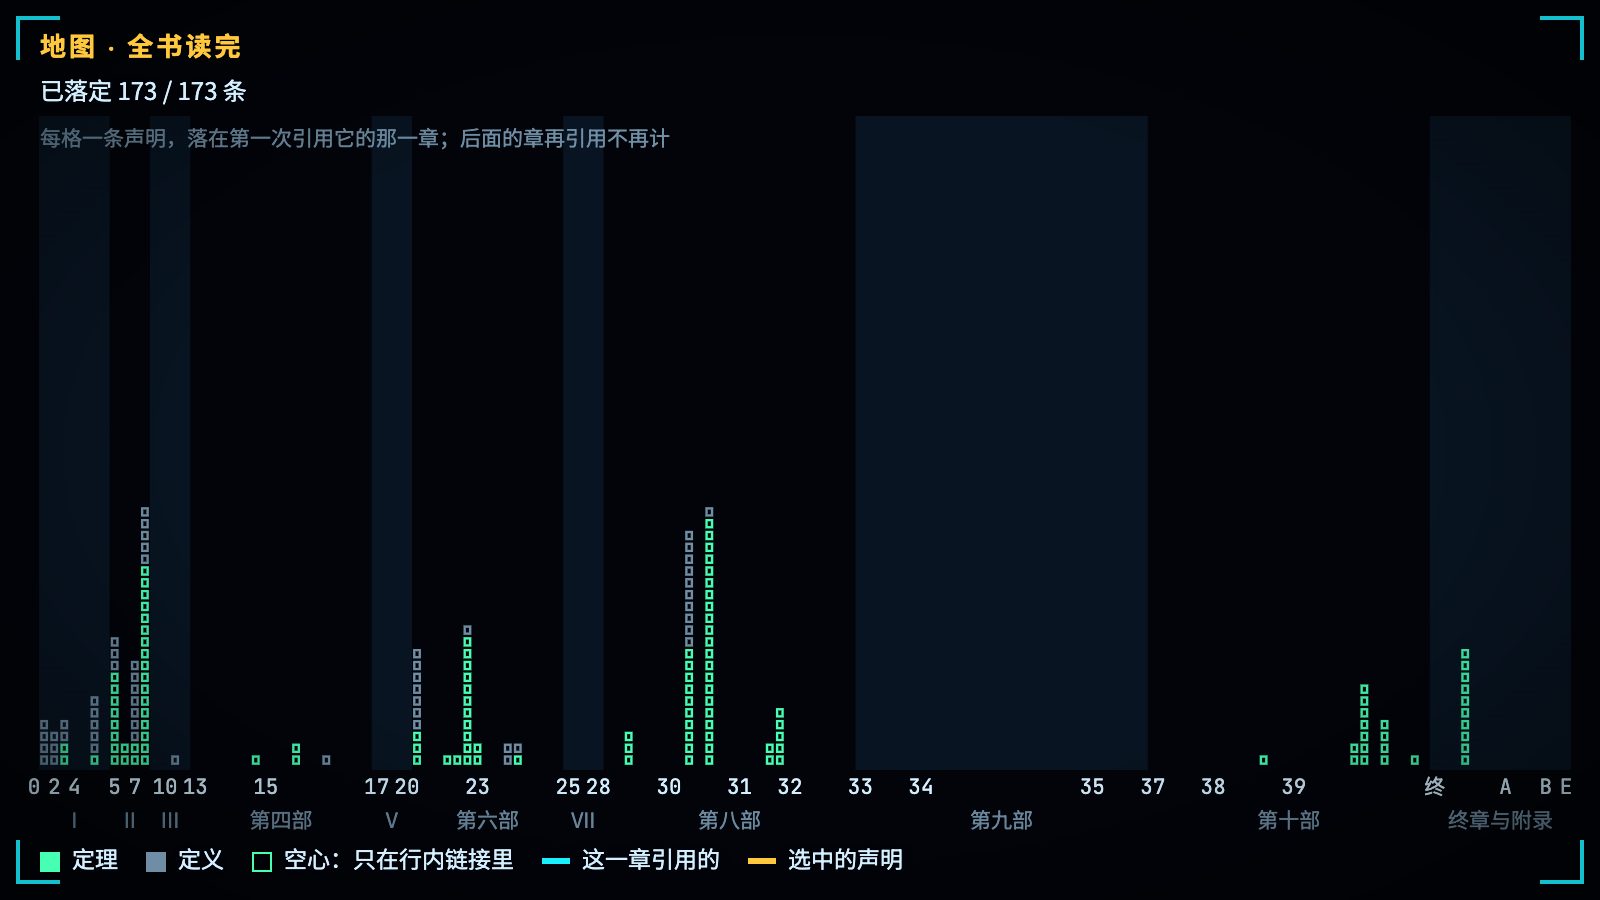 地图 · 全书读完
已落定 173 / 173 条
每格一条声明，落在第一次引用它的那一章；后面的章再引用不再计
0 2 4 5 7 10 13 15 17 20 23 25 28 30 31 32 33 34 35 37 38 39 终 A B E
I II III 第四部 V 第六部 VII 第八部 第九部 第十部 终章与附录
定理 定义 空心：只在行内链接里 这一章引用的 选中的声明